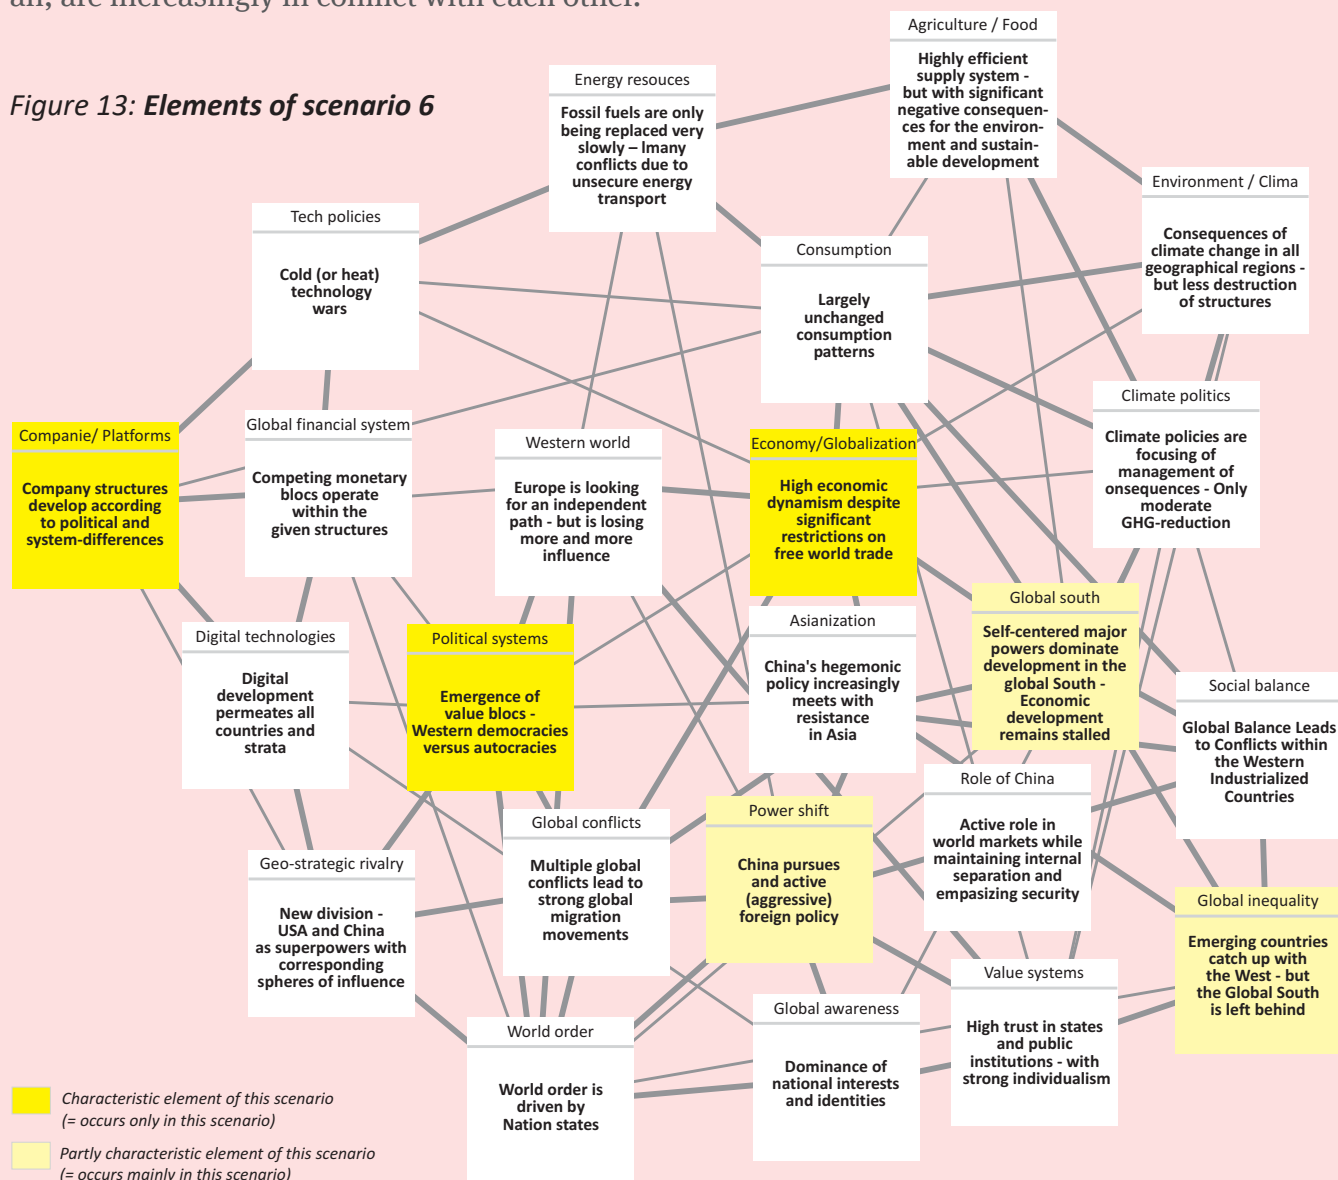 all, are increasingly in conflict with each other.
Figure 13: Elements of scenario 6
Agriculture / Food
Highly efficient
supply system -
but with significant
negative consequen-
ces for the environ-
ment and sustain-
able development
Energy resouces
Fossil fuels are only
being replaced very
slowly – lmany
conflicts due to
unsecure energy
transport
Environment / Clima
Consequences of
climate change in all
geographical regions -
but less destruction
of structures
Tech policies
Cold (or heat)
technology
wars
Consumption
Largely
unchanged
consumption
patterns
Climate politics
Climate policies are
focusing of
management of
onsequences - Only
moderate
GHG-reduction
Companie/ Platforms
Company structures
develop according
to political and
system-differences
Global financial system
Competing monetary
blocs operate
within the
given structures
Western world
Europe is looking
for an independent
path - but is losing
more and more
influence
Economy/Globalization
High economic
dynamism despite
significant
restrictions on
free world trade
Global south
Self-centered major
powers dominate
development in the
global South -
Economic
development
remains stalled
Digital technologies
Digital
development
permeates all
countries and
strata
Political systems
Emergence of
value blocs -
Western democracies
versus autocracies
Asianization
China's hegemonic
policy increasingly
meets with
resistance
in Asia
Social balance
Global Balance Leads
to Conflicts within
the Western
Industrialized
Countries
Role of China
Active role in
world markets while
maintaining internal
separation and
empasizing security
Geo-strategic rivalry
New division -
USA and China
as superpowers with
corresponding
spheres of influence
Global conflicts
Multiple global
conflicts lead to
strong global
migration
movements
Power shift
China pursues
and active
(aggressive)
foreign policy
Global inequality
Emerging countries
catch up with
the West - but
the Global South
is left behind
World order
World order is
driven by
Nation states
Global awareness
Dominance of
national interests
and identities
Value systems
High trust in states
and public
institutions - with
strong individualism
Characteristic element of this scenario
(= occurs only in this scenario)
Partly characteristic element of this scenario
(= occurs mainly in this scenario)